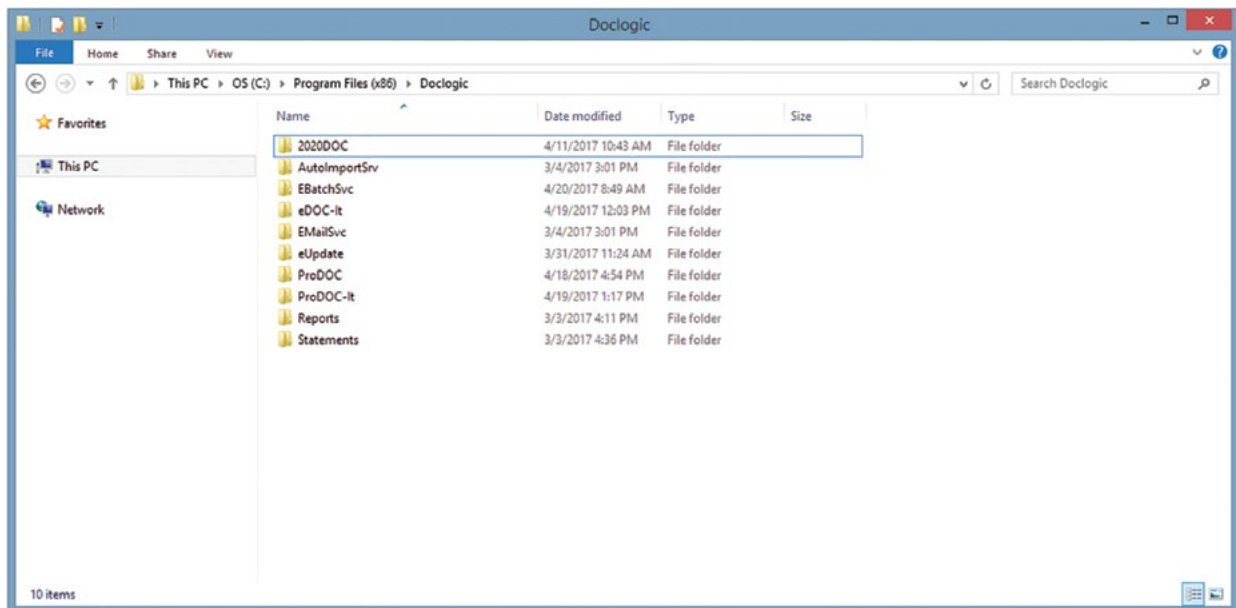 Doclogic
File Home Share View
This PC OS (C:) Program Files (x86) Doclogic Search Doclogic
Favorites
This PC
Network
Name Date modified Type Size
2020DOC 4/11/2017 10:43 AM File folder
AutoImportSrv 3/4/2017 3:01 PM File folder
EBatchSvc 4/20/2017 8:49 AM File folder
eDOC-It 4/19/2017 12:03 PM File folder
EMailSvc 3/4/2017 3:01 PM File folder
eUpdate 3/31/2017 11:24 AM File folder
ProDOC 4/18/2017 4:54 PM File folder
ProDOC-It 4/19/2017 1:17 PM File folder
Reports 3/3/2017 4:11 PM File folder
Statements 3/3/2017 4:36 PM File folder
10 items